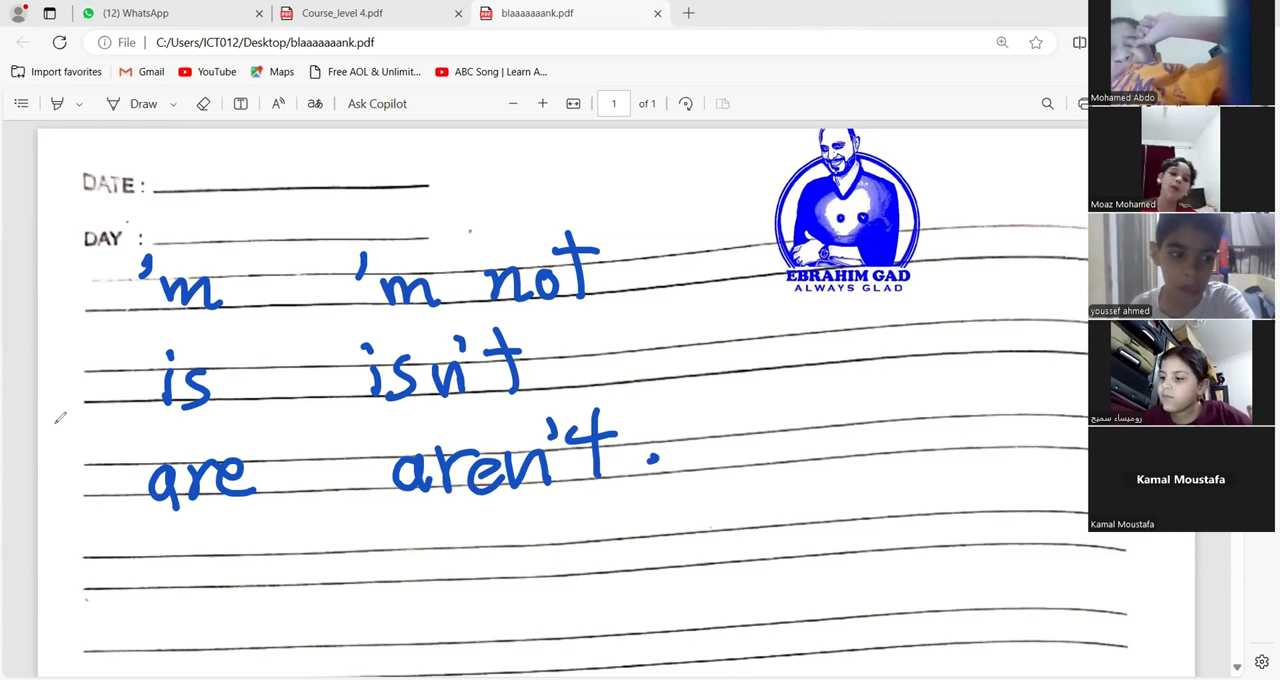 (12) WhatsApp
Course_level 4.pdf
blaaaaaaank.pdf
File C:/Users/ICT012/Desktop/blaaaaaaank.pdf
Import favorites Gmail YouTube Maps Free AOL & Unlimit... ABC Song | Learn A...
Draw Ask Copilot 1 of 1
DATE:
DAY :
'm 'm not
is isn't
are aren't.
EBRAHIM GAD
ALWAYS GLAD
Mohamed Abdo
Moaz Mohamed
youssef ahmed
روميساء سميح
Kamal Moustafa
Kamal Moustafa